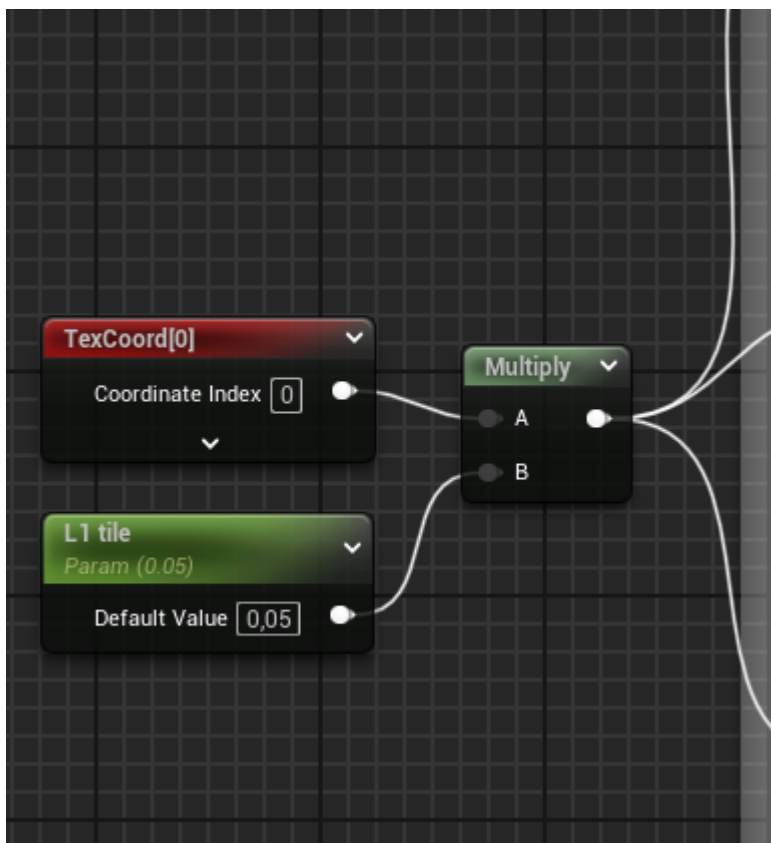 TexCoord[0]
Coordinate Index 0
Multiply
A
B
L1 tile
Param (0.05)
Default Value 0,05